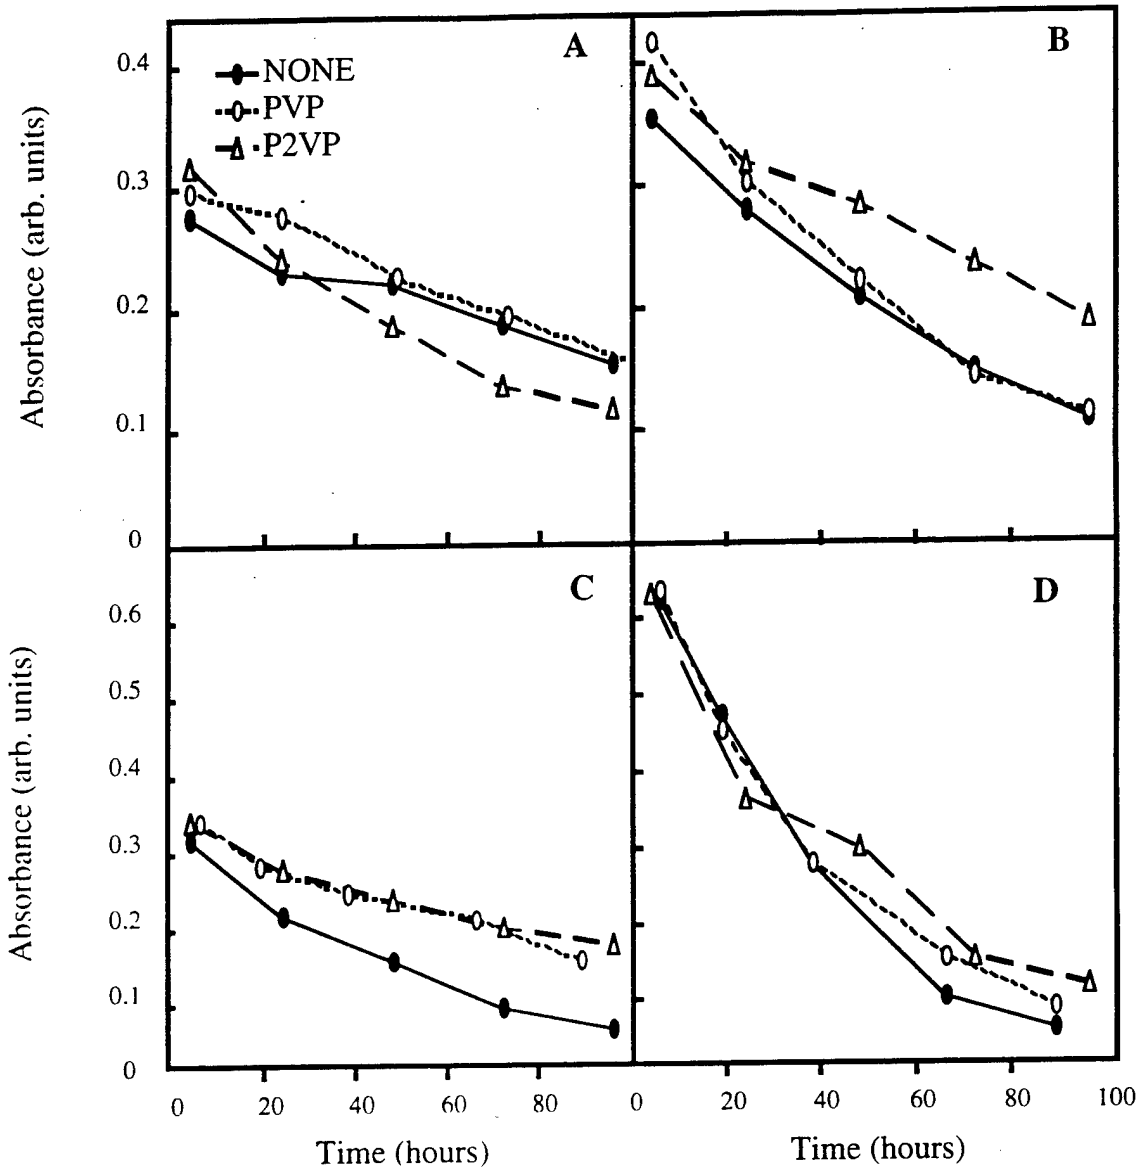 A
B
0.4
NONE
PVP
P2VP
0.3
0.2
0.1
0
Absorbance (arb. units)
C
D
0.6
0.5
0.4
0.3
0.2
0.1
0
Absorbance (arb. units)
0 20 40 60 80
0 20 40 60 80 100
Time (hours)
Time (hours)